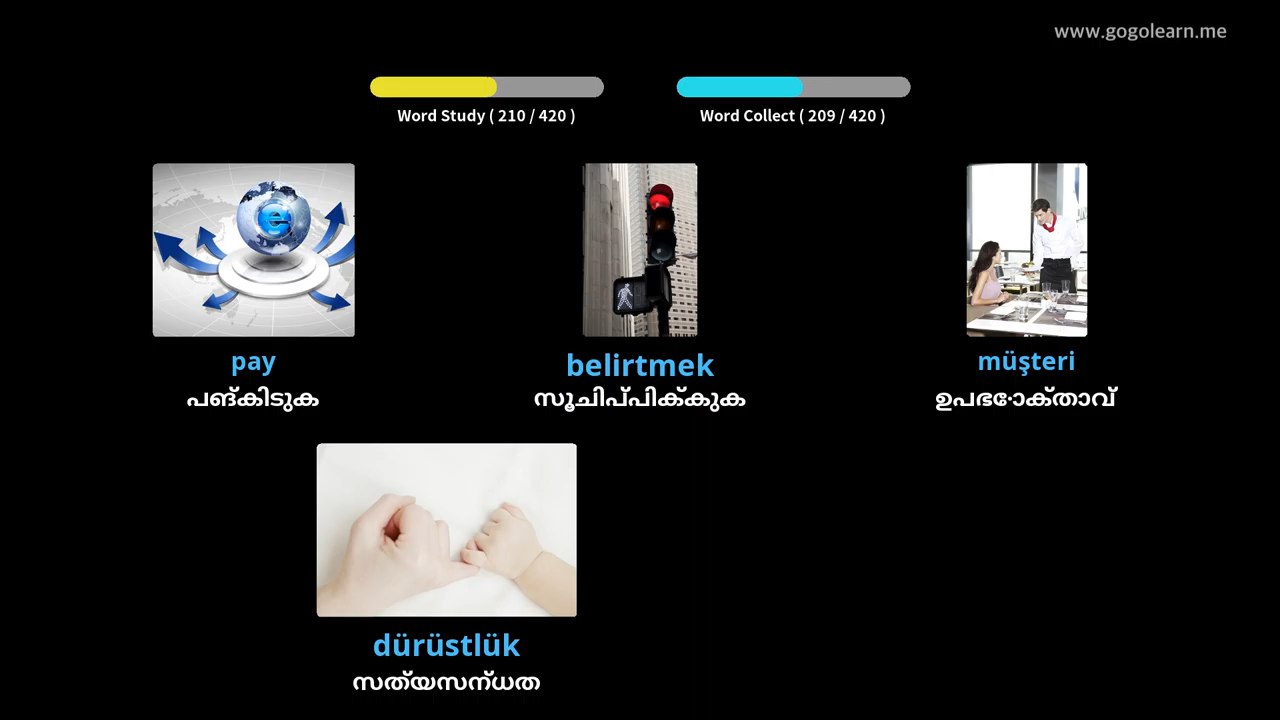 www.gogolearn.me
Word Study ( 210 / 420 )
Word Collect ( 209 / 420 )
e
pay
belirtmek
müşteri
പങ്കിടുക
സൂചിപ്പിക്കുക
ഉപഭോക്താവ്
dürüstlük
സത്യസന്ധത